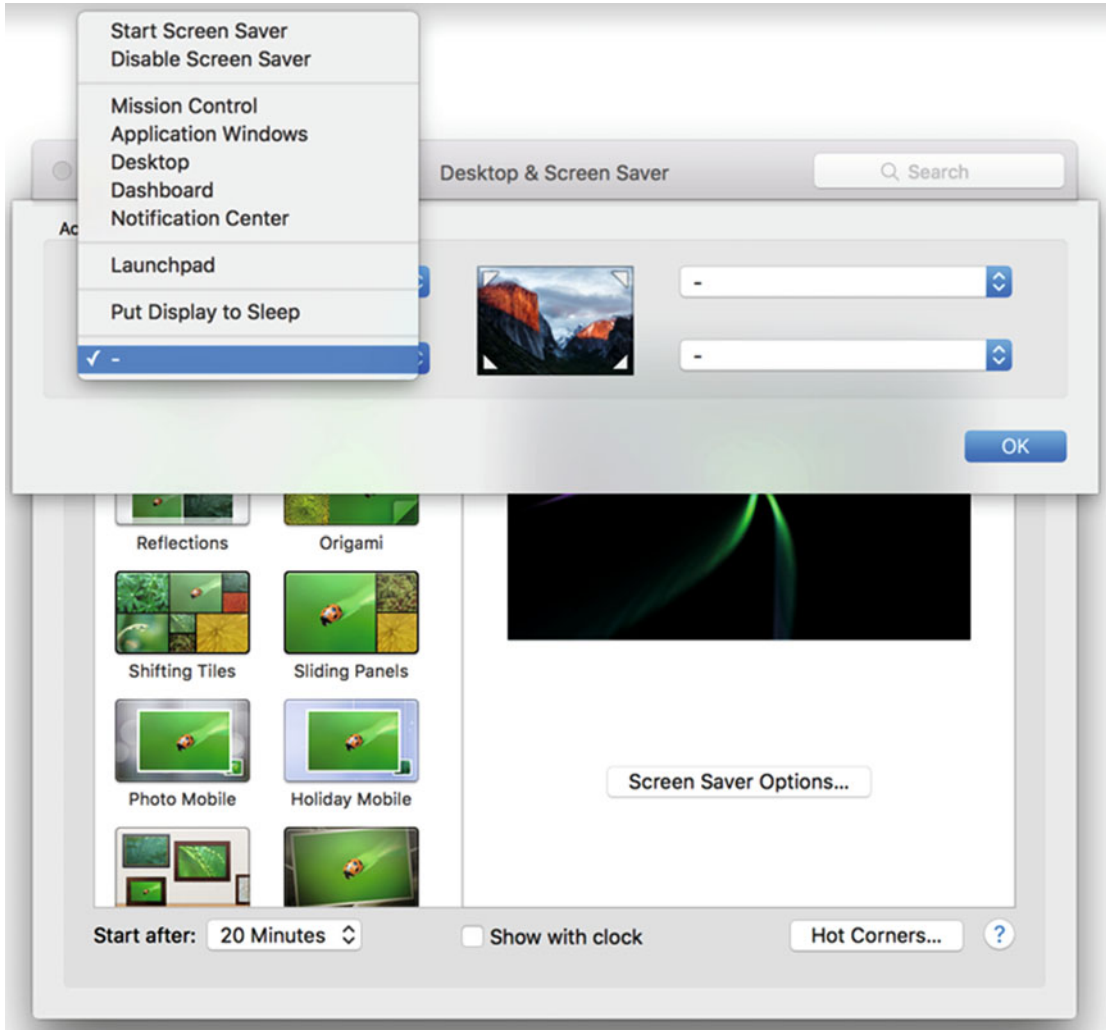 Start Screen Saver
Disable Screen Saver
Mission Control
Application Windows
Desktop
Dashboard
Notification Center
Launchpad
Put Display to Sleep
✓ -
Desktop & Screen Saver
Search
Ac
-
-
OK
Reflections
Origami
Shifting Tiles
Sliding Panels
Photo Mobile
Holiday Mobile
Screen Saver Options...
Start after: 20 Minutes
Show with clock
Hot Corners...
?